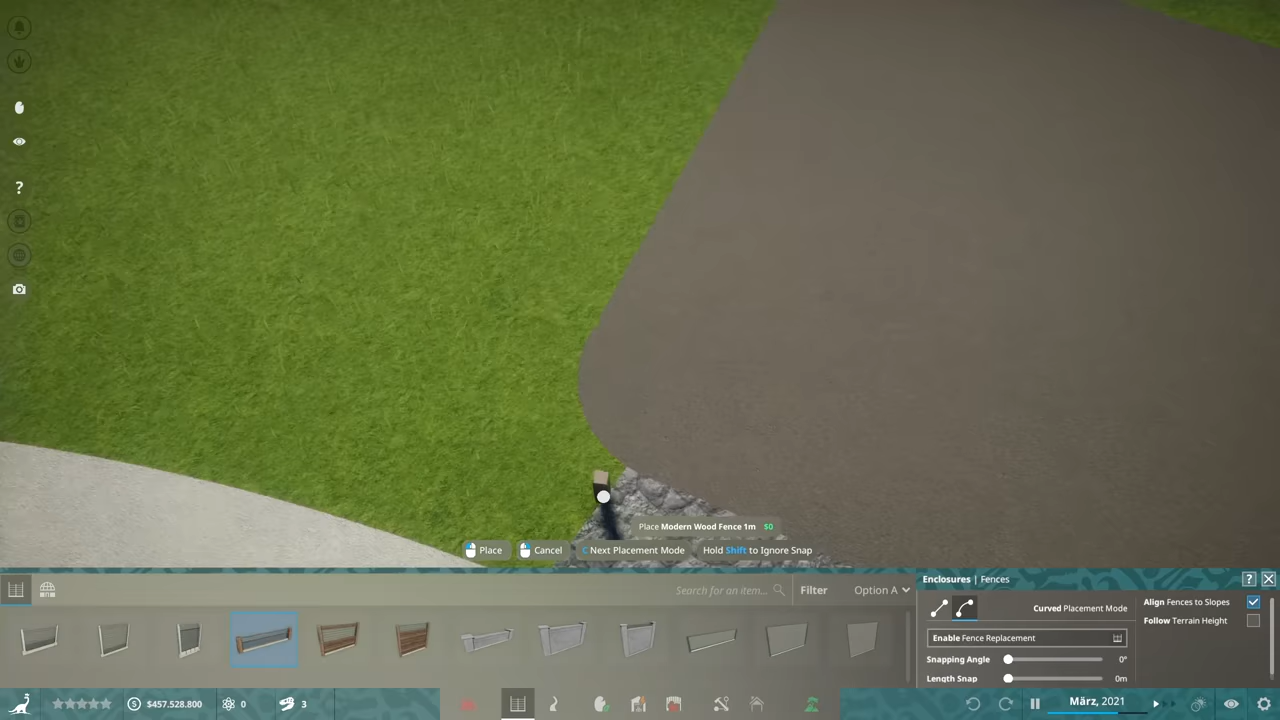 ?
Place Modern Wood Fence 1m $0
Place Cancel C Next Placement Mode Hold Shift to Ignore Snap
Search for an item... Filter Option A
Enclosures | Fences ?
Curved Placement Mode
Enable Fence Replacement
Snapping Angle 0°
Length Snap 0m
Align Fences to Slopes
Follow Terrain Height
$457.528.800 0 3
März, 2021